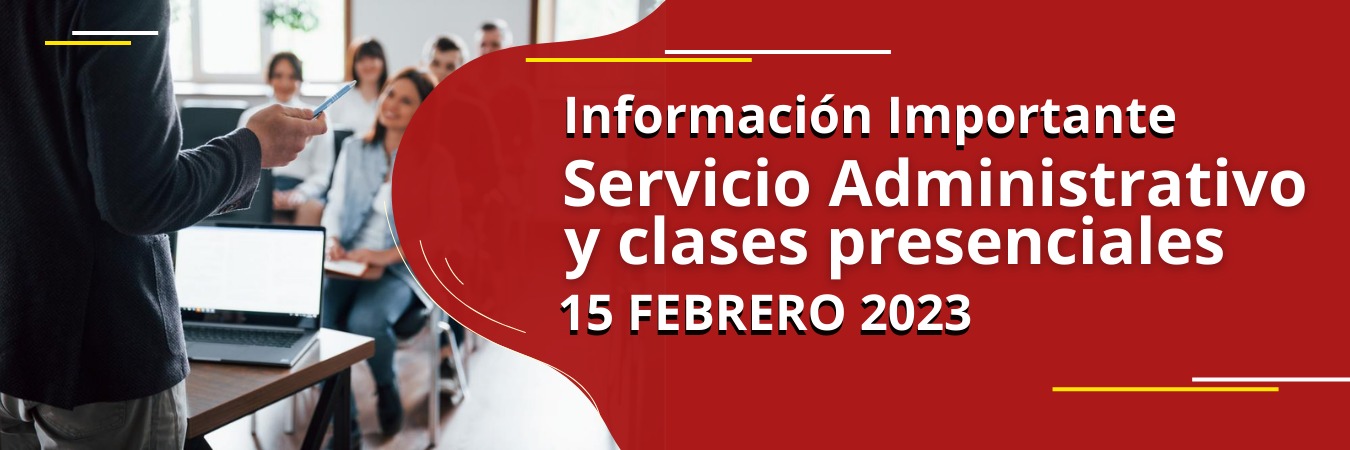 Información Importante
Servicio Administrativo
y clases presenciales
15 FEBRERO 2023